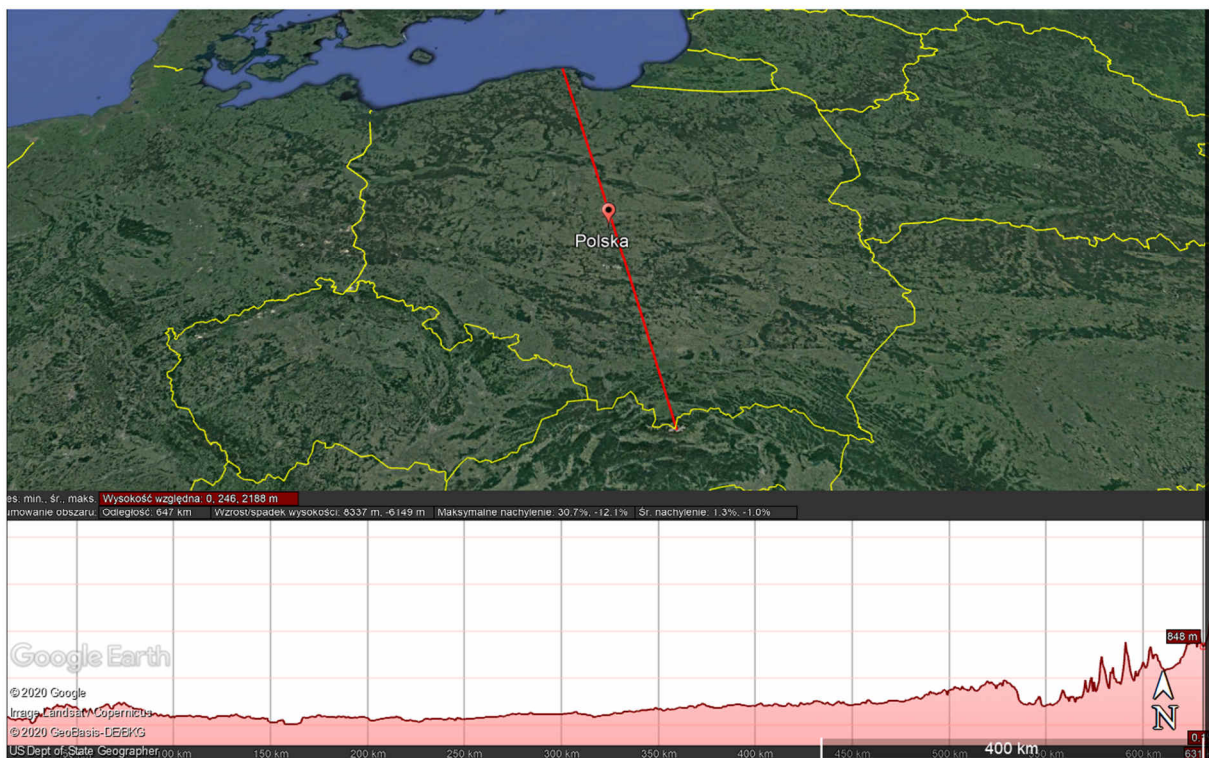 Polska
es. min., śr., maks. Wysokość względna: 0, 246, 2188 m
umowanie obszaru: Odległość: 647 km Wzrost/spadek wysokości: 8337 m, -6149 m Maksymalne nachylenie: 30.7%, -12.1% Śr. nachylenie: 1.3%, -1.0%
848 m
Google Earth
© 2020 Google
Image Landsat / Copernicus
© 2020 GeoBasis-DE/BKG
N
US Dept of State Geographer
150 km 200 km 250 km 300 km 350 km 400 km 450 km 500 km 600 km
400 km